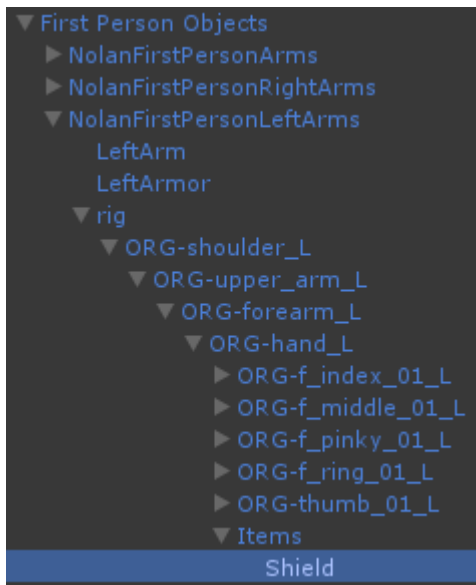 First Person Objects
NolanFirstPersonArms
NolanFirstPersonRightArms
NolanFirstPersonLeftArms
LeftArm
LeftArmor
rig
ORG-shoulder_L
ORG-upper_arm_L
ORG-forearm_L
ORG-hand_L
ORG-f_index_01_L
ORG-f_middle_01_L
ORG-f_pinky_01_L
ORG-f_ring_01_L
ORG-thumb_01_L
Items
Shield